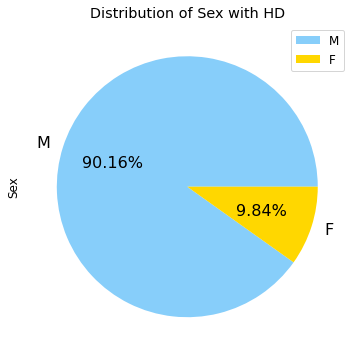 Distribution of Sex with HD
M
F
M
90.16%
Sex
9.84%
F